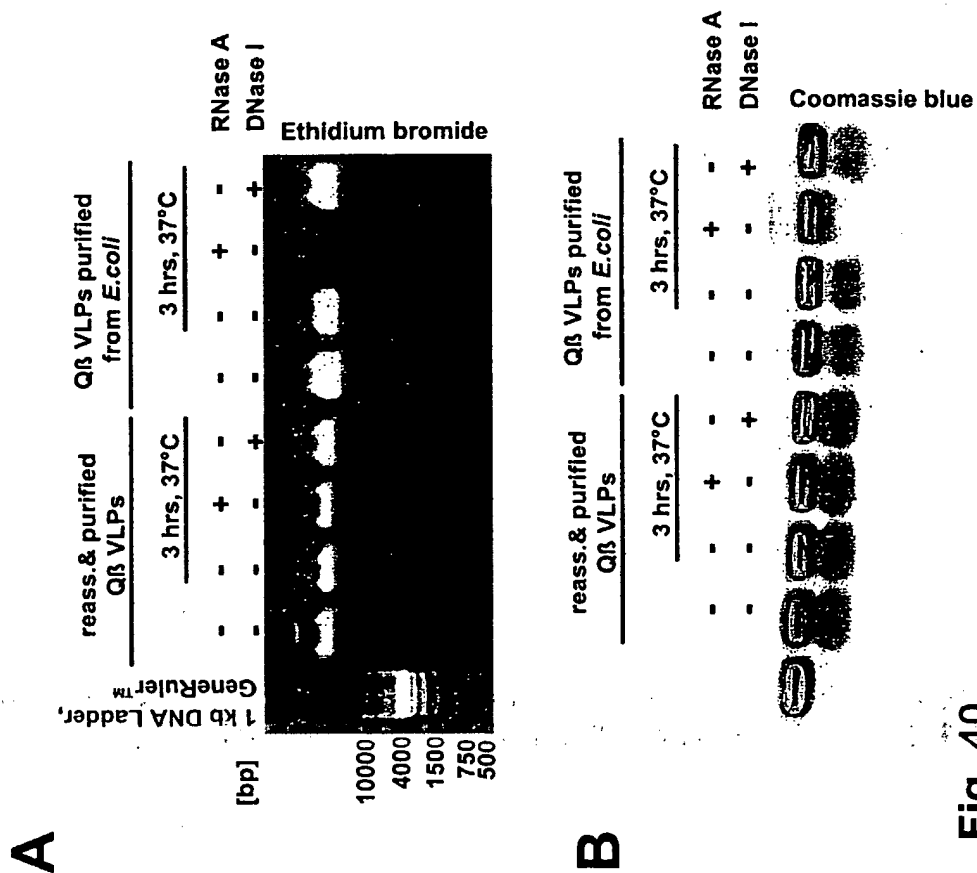 A
reass.& purified
Qß VLPs
Qß VLPs purified
from E.coli
3 hrs, 37°C
3 hrs, 37°C
- - + - - - + - RNase A
- - - + - - - + DNase I
1 kb DNA Ladder,
GeneRuler™
[bp]
10000
4000
1500
750
500
Ethidium bromide
B
reass.& purified
Qß VLPs
Qß VLPs purified
from E.coli
3 hrs, 37°C
3 hrs, 37°C
- - + - - - + - RNase A
- - - + - - - + DNase I
Coomassie blue
Fig. 40